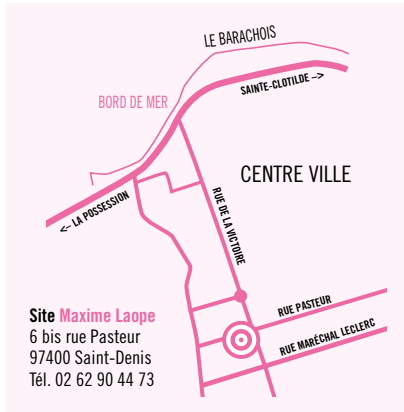 LE BARACHOIS
SAINTE-CLOTILDE –>
BORD DE MER
CENTRE VILLE
<– LA POSSESSION
RUE DE LA VICTOIRE
RUE PASTEUR
RUE MARÉCHAL LECLERC
Site Maxime Laope
6 bis rue Pasteur
97400 Saint-Denis
Tél. 02 62 90 44 73